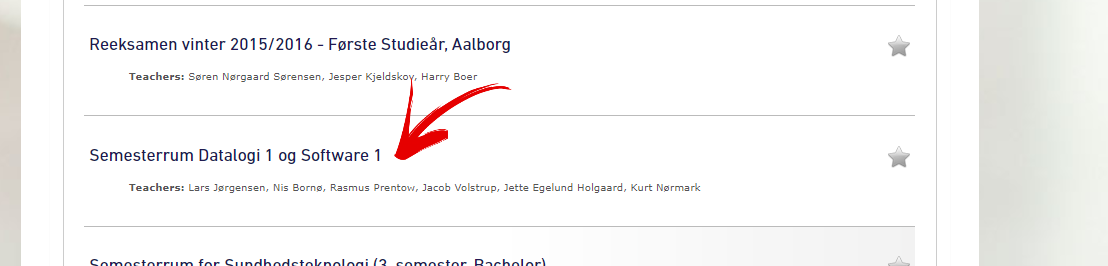 Reeksamen vinter 2015/2016 - Første Studieår, Aalborg
Teachers: Søren Nørgaard Sørensen, Jesper Kjeldskov, Harry Boer
Semesterrum Datalogi 1 og Software 1
Teachers: Lars Jørgensen, Nis Bornø, Rasmus Prentow, Jacob Volstrup, Jette Egelund Holgaard, Kurt Nørmark
Semesterrum for Sundhedsteknologi (3. semester, Bachelor)